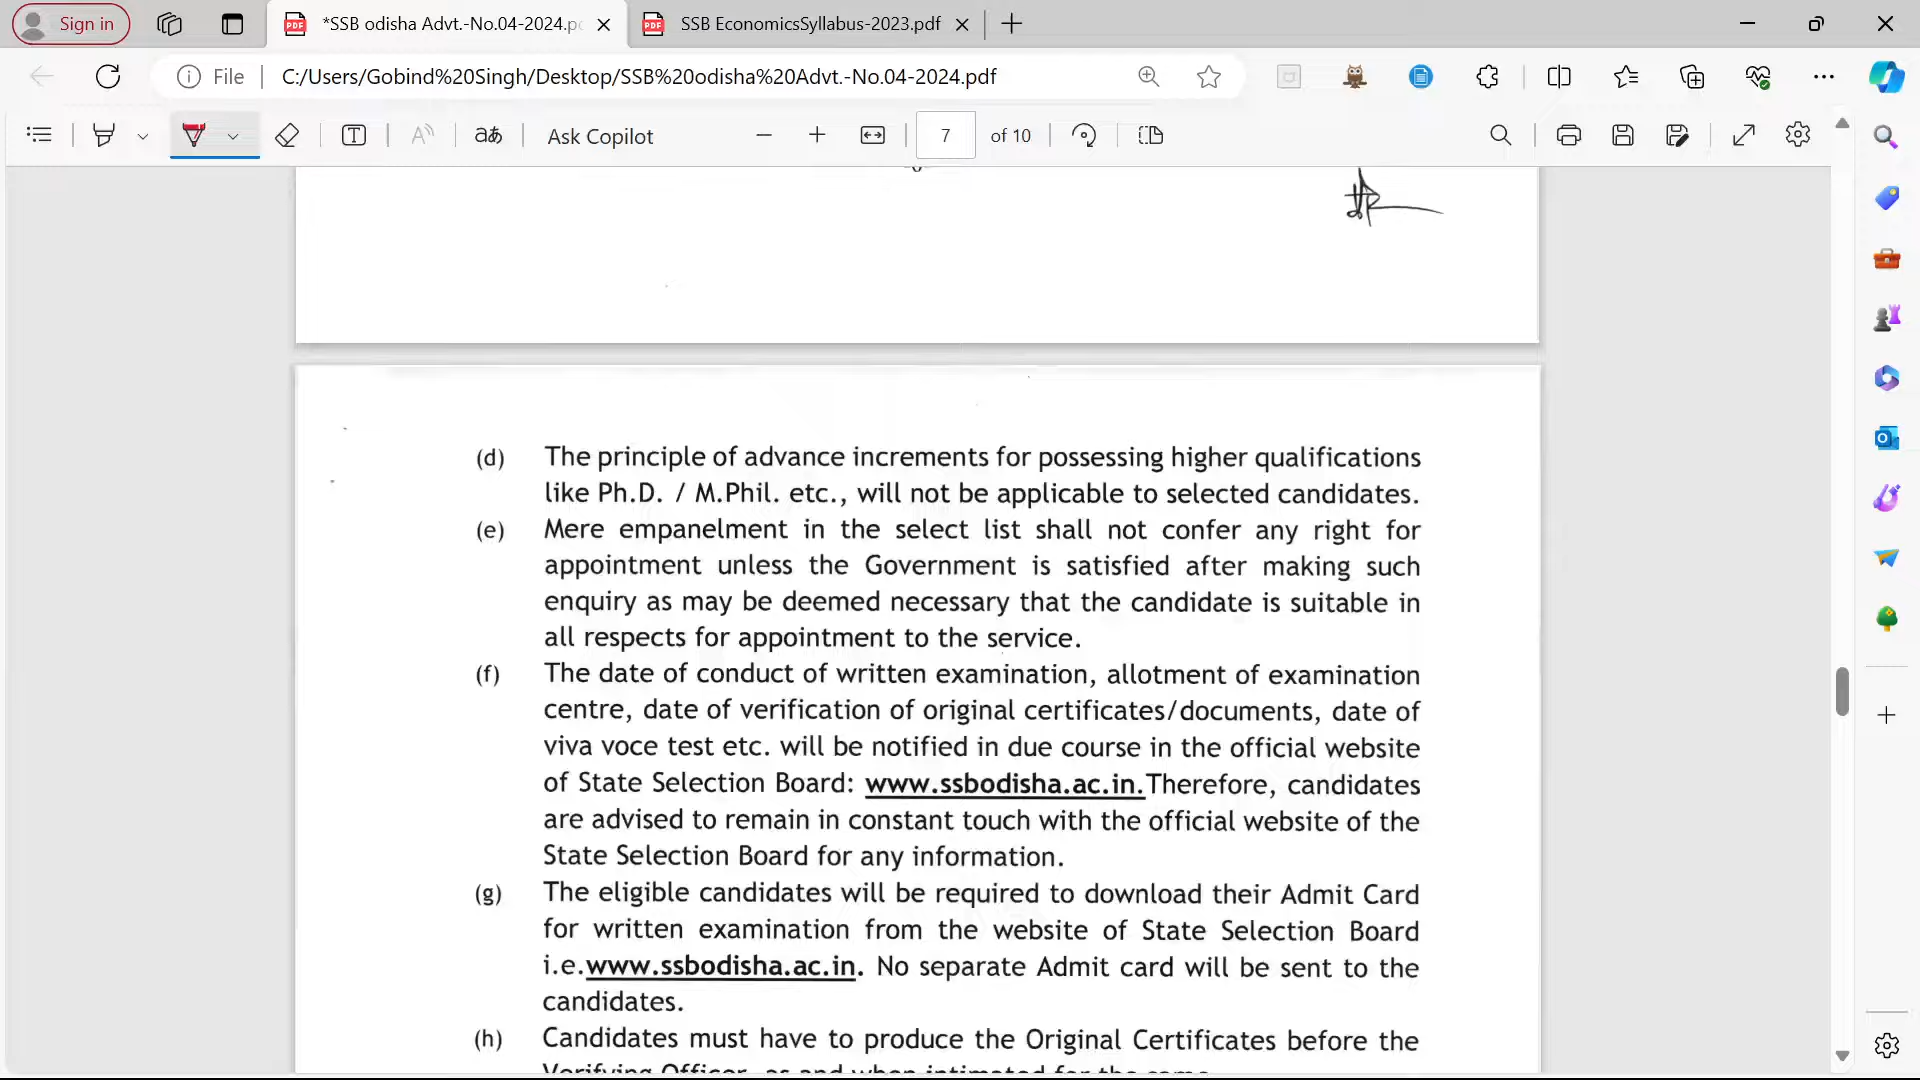 Sign in
*SSB odisha Advt.-No.04-2024.p
SSB EconomicsSyllabus-2023.pdf
File
C:/Users/Gobind%20Singh/Desktop/SSB%20odisha%20Advt.-No.04-2024.pdf
Ask Copilot
7 of 10
(d) The principle of advance increments for possessing higher qualifications
like Ph.D. / M.Phil. etc., will not be applicable to selected candidates.
(e) Mere empanelment in the select list shall not confer any right for
appointment unless the Government is satisfied after making such
enquiry as may be deemed necessary that the candidate is suitable in
all respects for appointment to the service.
(f) The date of conduct of written examination, allotment of examination
centre, date of verification of original certificates/documents, date of
viva voce test etc. will be notified in due course in the official website
of State Selection Board: www.ssbodisha.ac.in.Therefore, candidates
are advised to remain in constant touch with the official website of the
State Selection Board for any information.
(g) The eligible candidates will be required to download their Admit Card
for written examination from the website of State Selection Board
i.e.www.ssbodisha.ac.in. No separate Admit card will be sent to the
candidates.
(h) Candidates must have to produce the Original Certificates before the
Verifying Officer, as and when intimated for the same.